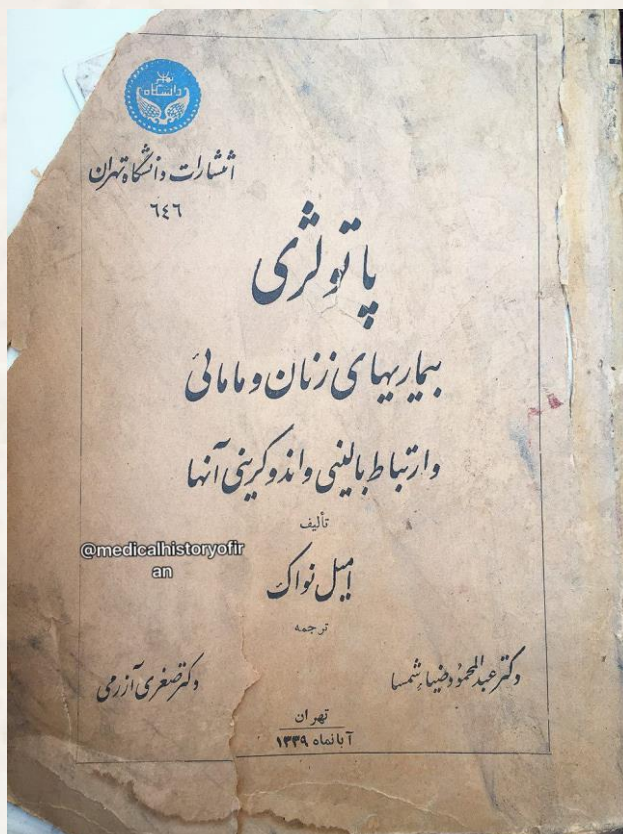 دانشگاه
انتشارات دانشگاه تهران
٦٤٦
پاتولژی
بیماریهای زنان و مامائی
وارتباط بالینی واندوکرینی آنها
تألیف
@medicalhistoryofir
an
امیل نواک
ترجمه
دکتر عبدالمحمود ضیاء شمسا
دکتر صغری آزرمی
تهران
آبانماه ۱۳۳۹